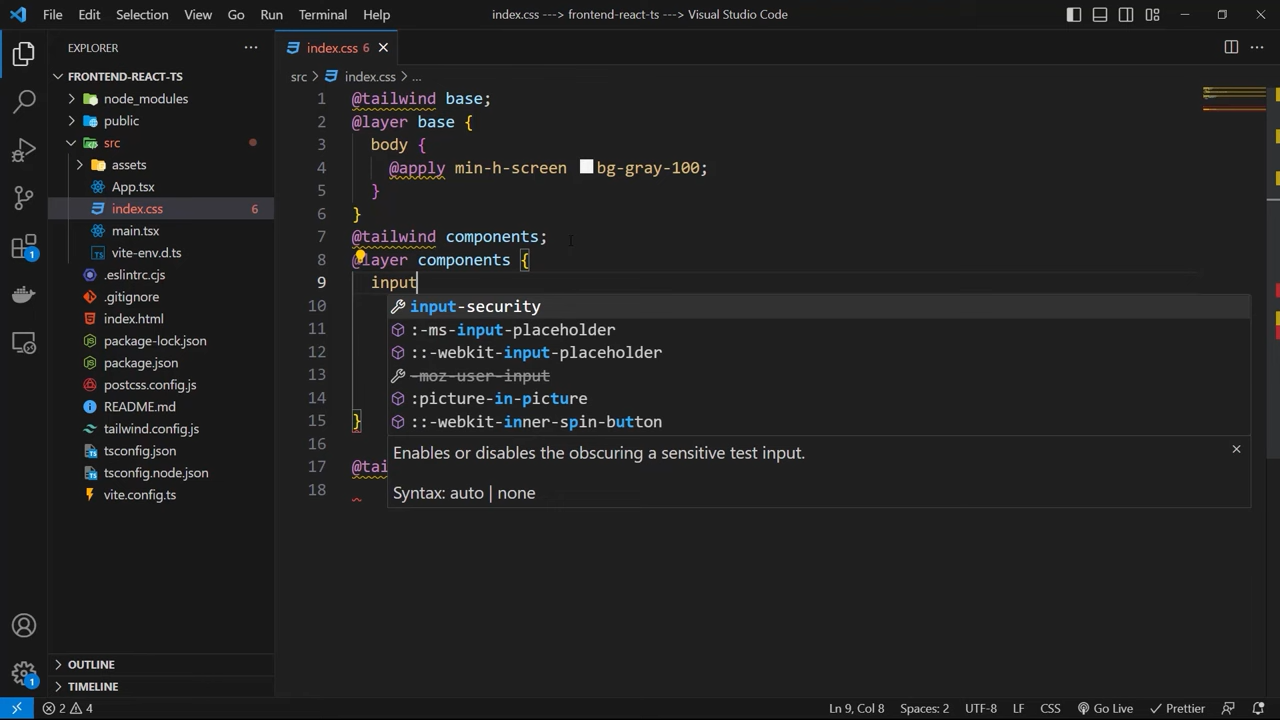 File Edit Selection View Go Run Terminal Help index.css ---> frontend-react-ts ---> Visual Studio Code
EXPLORER
FRONTEND-REACT-TS
node_modules
public
src
assets
App.tsx
index.css 6
main.tsx
vite-env.d.ts
.eslintrc.cjs
.gitignore
index.html
package-lock.json
package.json
postcss.config.js
README.md
tailwind.config.js
tsconfig.json
tsconfig.node.json
vite.config.ts
OUTLINE
TIMELINE
1
1
index.css 6
src > index.css > ...
1 @tailwind base;
2 @layer base {
3 body {
4 @apply min-h-screen bg-gray-100;
5 }
6 }
7 @tailwind components;
8 @layer components {
9 input
10
11
12
13
14
15 }
16
17 @tai
18
input-security
:-ms-input-placeholder
::-webkit-input-placeholder
-moz-user-input
:picture-in-picture
::-webkit-inner-spin-button
Enables or disables the obscuring a sensitive test input.
Syntax: auto | none
2 4 Ln 9, Col 8 Spaces: 2 UTF-8 LF CSS Go Live Prettier